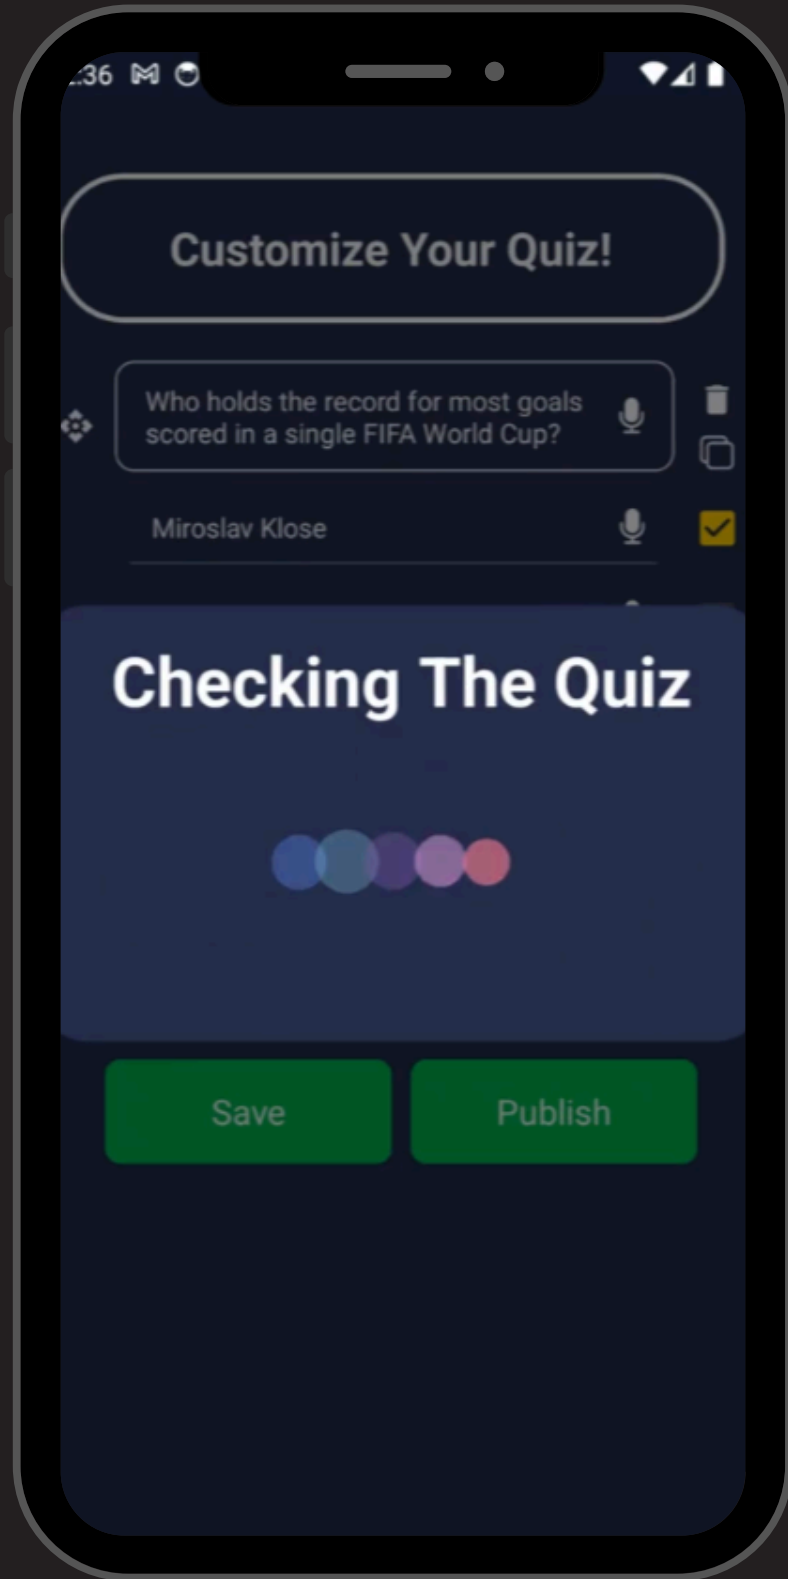 :36
Customize Your Quiz!
Who holds the record for most goals
scored in a single FIFA World Cup?
Miroslav Klose
Checking The Quiz
Save
Publish